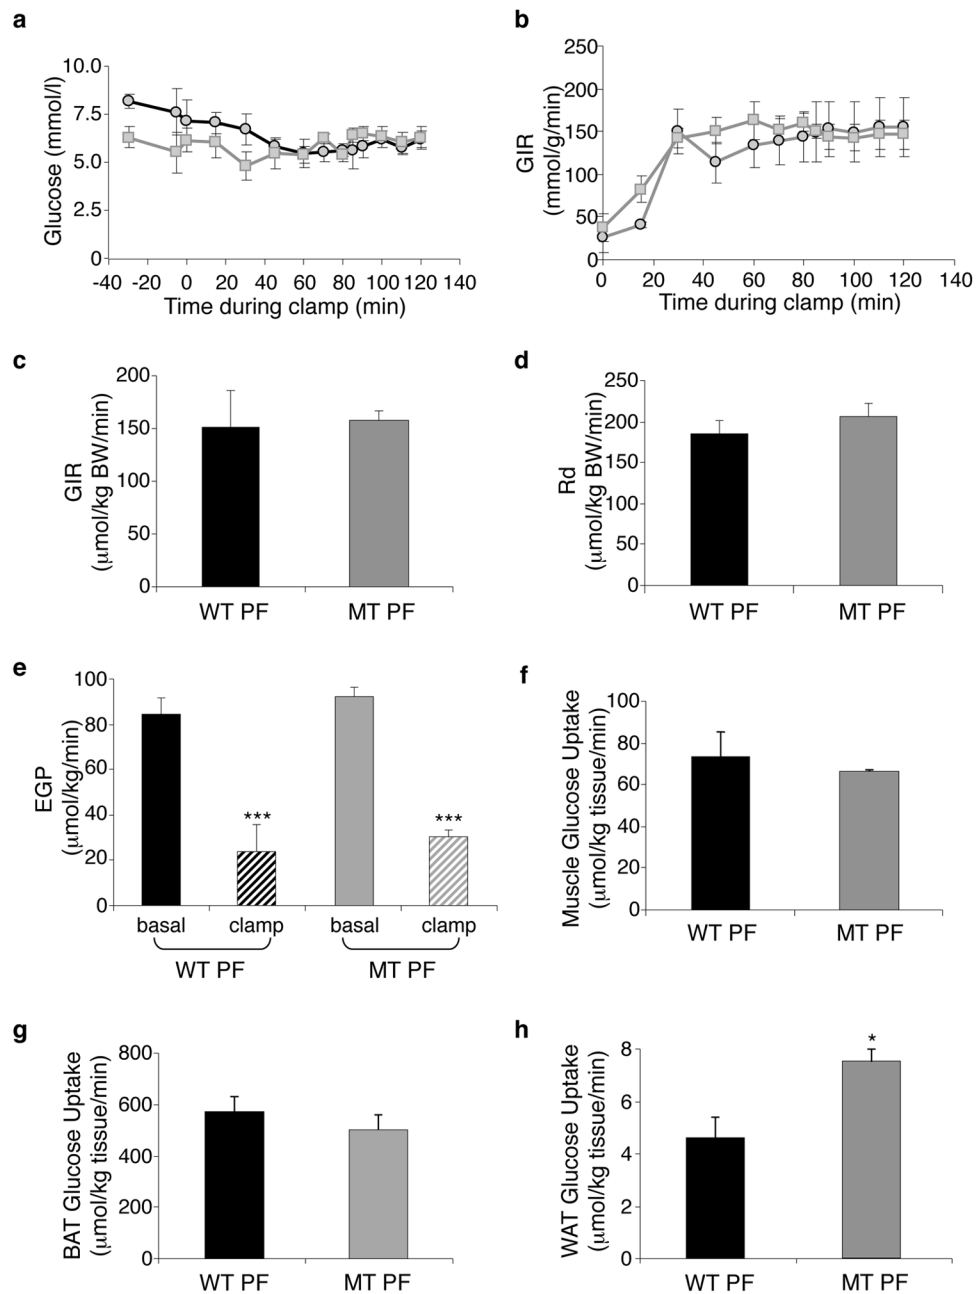 a
Glucose (mmol/l)
10.0
7.5
5.0
2.5
0
-40 -20 0 20 40 60 80 100 120 140
Time during clamp (min)
b
GIR
(mmol/g/min)
250
200
150
100
50
0
0 20 40 60 80 100 120 140
Time during clamp (min)
c
GIR
(μmol/kg BW/min)
200
150
100
50
0
WT PF MT PF
d
Rd
(μmol/kg BW/min)
250
200
150
100
50
0
WT PF MT PF
e
EGP
(μmol/kg/min)
100
80
60
40
20
0
***
***
basal clamp basal clamp
WT PF MT PF
f
Muscle Glucose Uptake
(μmol/kg tissue/min)
100
80
60
40
20
0
WT PF MT PF
g
BAT Glucose Uptake
(μmol/kg tissue/min)
800
600
400
200
0
WT PF MT PF
h
WAT Glucose Uptake
(μmol/kg tissue/min)
8
6
4
2
0
*
WT PF MT PF